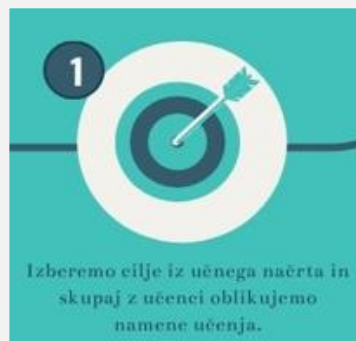 1
Izberemo cilje iz učnega načrta in
skupaj z učenci oblikujemo
namene učenja.